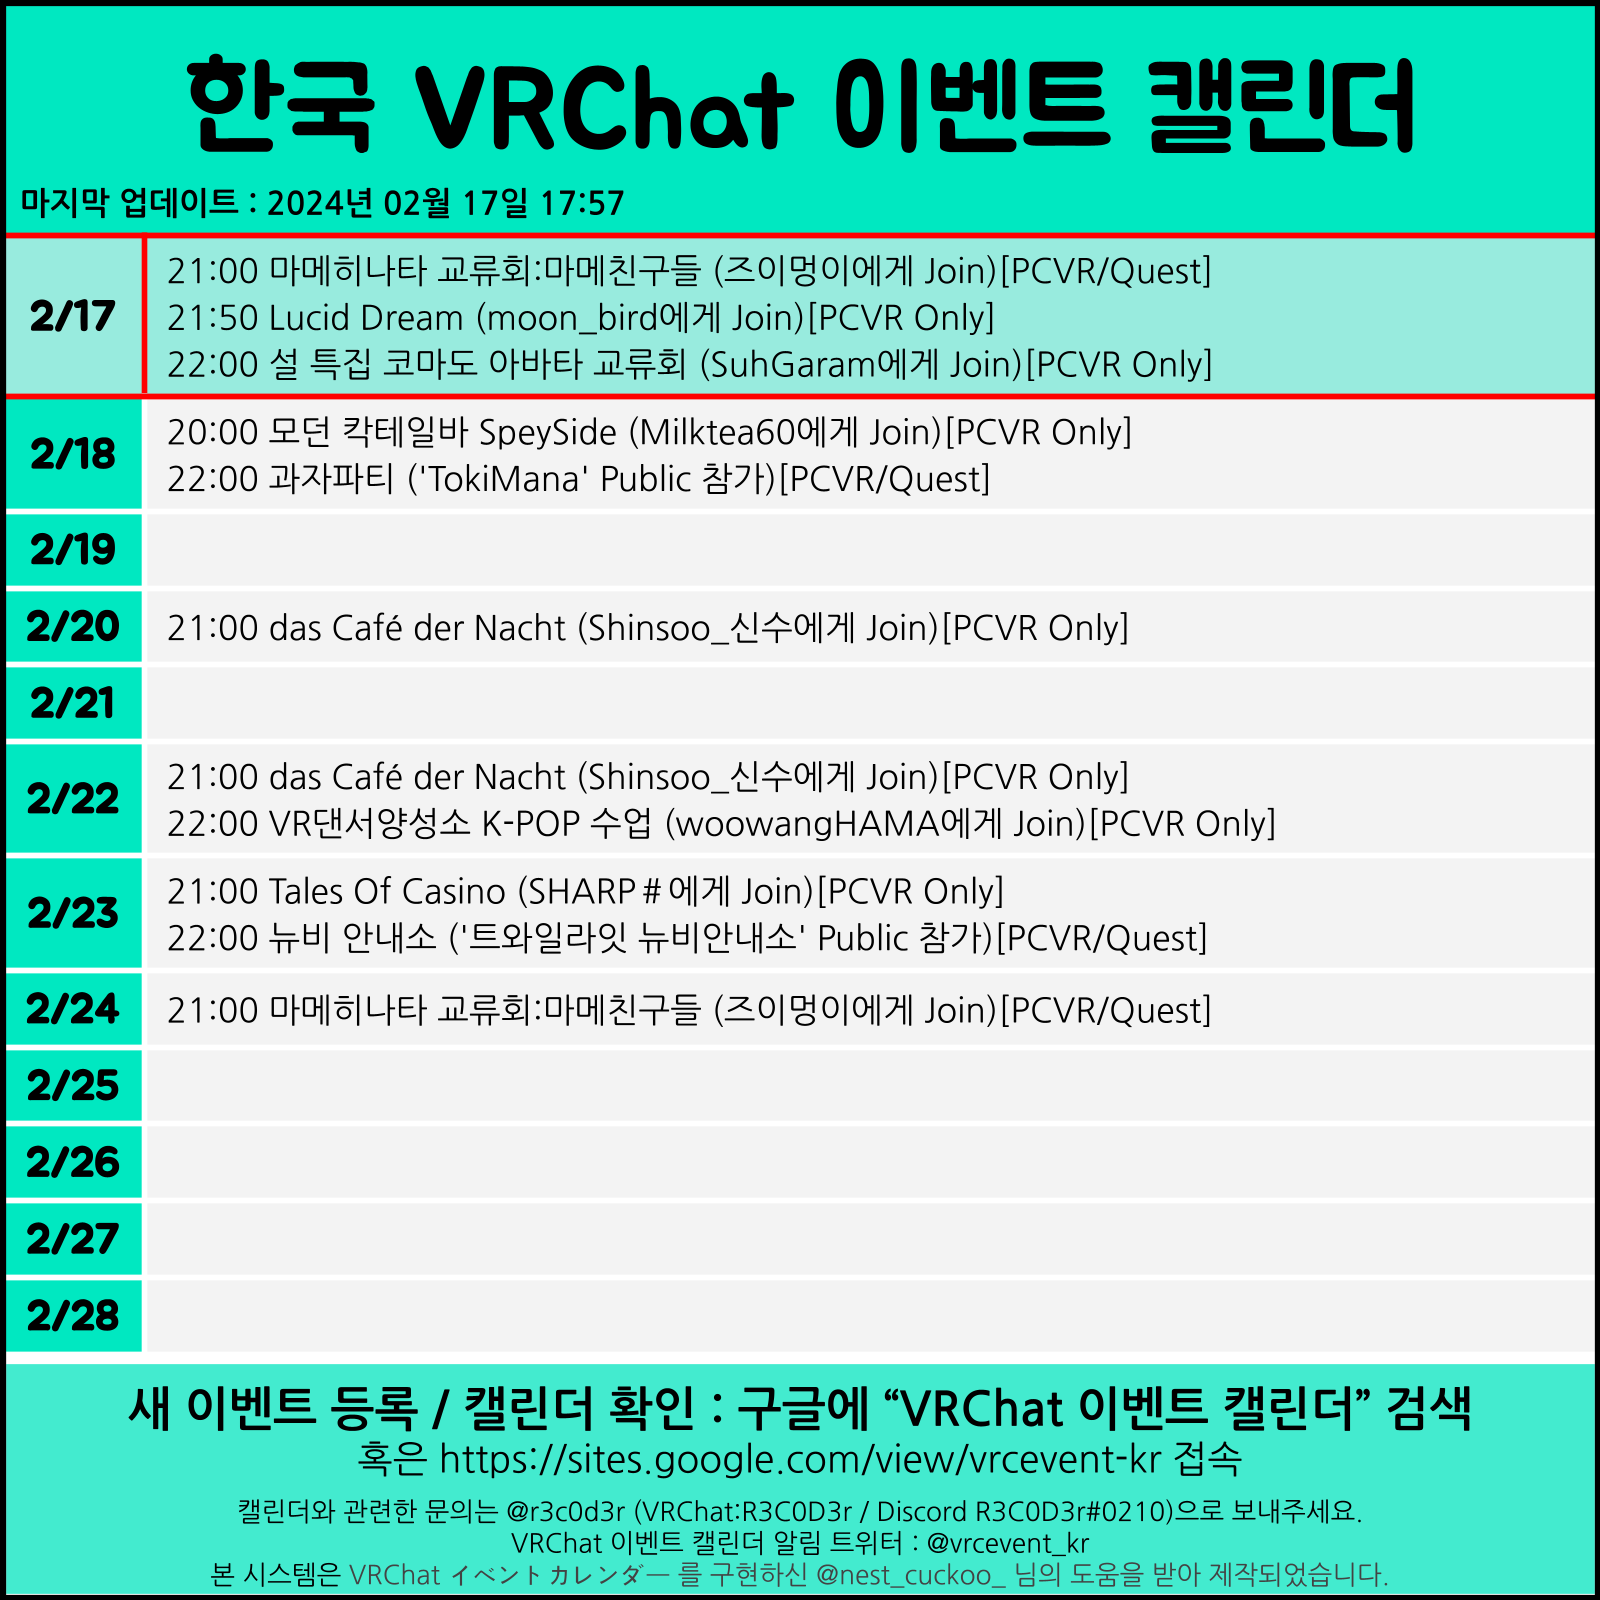 한국 VRChat 이벤트 캘린더
마지막 업데이트 : 2024년 02월 17일 17:57
2/17
21:00 마메히나타 교류회:마메친구들 (즈이멍이에게 Join)[PCVR/Quest]
21:50 Lucid Dream (moon_bird에게 Join)[PCVR Only]
22:00 설 특집 코마도 아바타 교류회 (SuhGaram에게 Join)[PCVR Only]
2/18
20:00 모던 칵테일바 SpeySide (Milktea60에게 Join)[PCVR Only]
22:00 과자파티 ('TokiMana' Public 참가)[PCVR/Quest]
2/19
2/20
21:00 das Café der Nacht (Shinsoo_신수에게 Join)[PCVR Only]
2/21
2/22
21:00 das Café der Nacht (Shinsoo_신수에게 Join)[PCVR Only]
22:00 VR댄서양성소 K-POP 수업 (woowangHAMA에게 Join)[PCVR Only]
2/23
21:00 Tales Of Casino (SHARP＃에게 Join)[PCVR Only]
22:00 뉴비 안내소 ('트와일라잇 뉴비안내소' Public 참가)[PCVR/Quest]
2/24
21:00 마메히나타 교류회:마메친구들 (즈이멍이에게 Join)[PCVR/Quest]
2/25
2/26
2/27
2/28
새 이벤트 등록 / 캘린더 확인 : 구글에 “VRChat 이벤트 캘린더” 검색
혹은 https://sites.google.com/view/vrcevent-kr 접속
캘린더와 관련한 문의는 @r3c0d3r (VRChat:R3C0D3r / Discord R3C0D3r#0210)으로 보내주세요.
VRChat 이벤트 캘린더 알림 트위터 : @vrcevent_kr
본 시스템은 VRChat イベントカレンダー 를 구현하신 @nest_cuckoo_ 님의 도움을 받아 제작되었습니다.